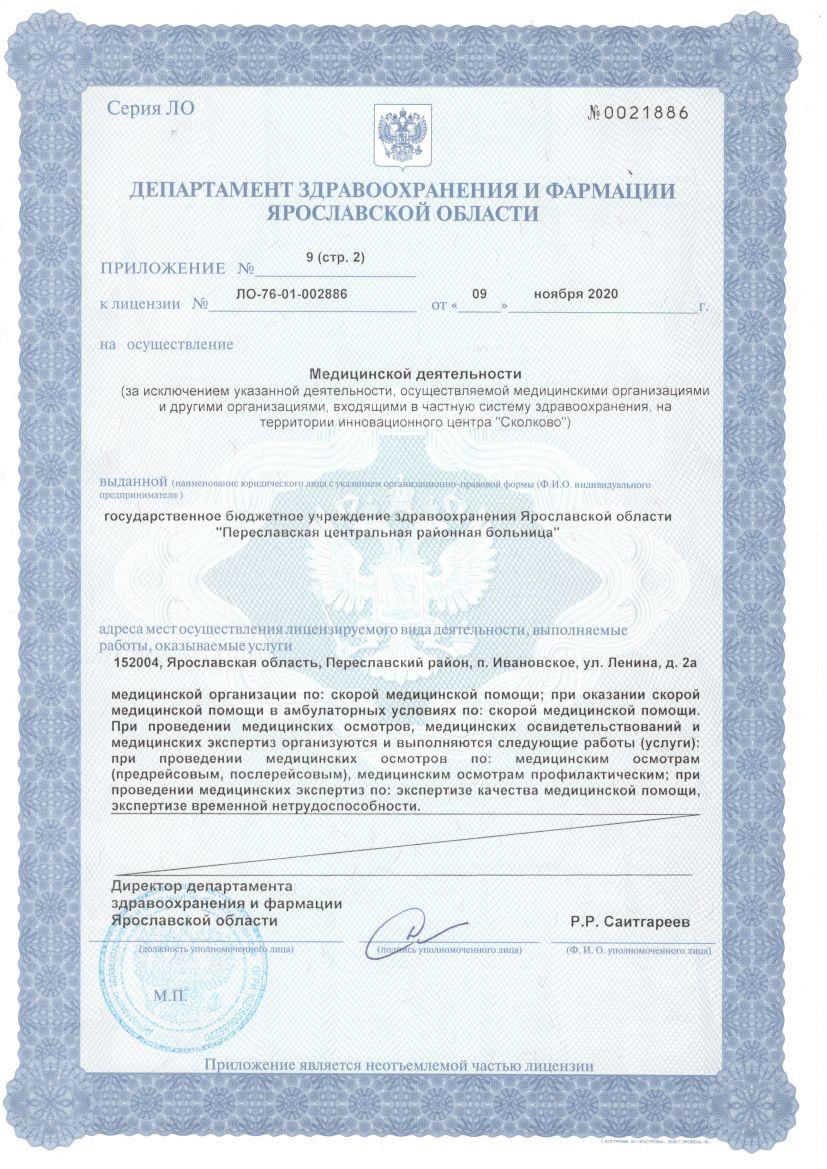 Серия ЛО
№0021886
ДЕПАРТАМЕНТ ЗДРАВООХРАНЕНИЯ И ФАРМАЦИИ
ЯРОСЛАВСКОЙ ОБЛАСТИ
ПРИЛОЖЕНИЕ № 9 (стр. 2)
к лицензии № ЛО-76-01-002886 от « 09 » ноября 2020 г.
на осуществление
Медицинской деятельности
(за исключением указанной деятельности, осуществляемой медицинскими организациями
и другими организациями, входящими в частную систему здравоохранения, на
территории инновационного центра "Сколково")
выданной (наименование юридического лица с указанием организационно-правовой формы (Ф.И.О. индивидуального
предпринимателя )
государственное бюджетное учреждение здравоохранения Ярославской области
"Переславская центральная районная больница"
адреса мест осуществления лицензируемого вида деятельности, выполняемые
работы, оказываемые услуги
152004, Ярославская область, Переславский район, п. Ивановское, ул. Ленина, д. 2а
медицинской организации по: скорой медицинской помощи; при оказании скорой
медицинской помощи в амбулаторных условиях по: скорой медицинской помощи.
При проведении медицинских осмотров, медицинских освидетельствований и
медицинских экспертиз организуются и выполняются следующие работы (услуги):
при проведении медицинских осмотров по: медицинским осмотрам
(предрейсовым, послерейсовым), медицинским осмотрам профилактическим; при
проведении медицинских экспертиз по: экспертизе качества медицинской помощи,
экспертизе временной нетрудоспособности.
Директор департамента
здравоохранения и фармации
Ярославской области
Р.Р. Саитгареев
(должность уполномоченного лица)
(подпись уполномоченного лица)
(Ф. И. О. уполномоченного лица)
М.П.
Приложение является неотъемлемой частью лицензии